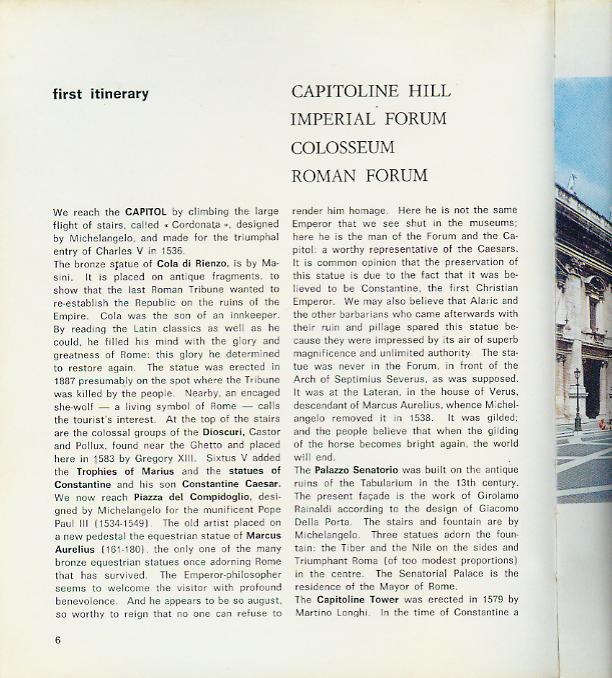 first itinerary
CAPITOLINE HILL
IMPERIAL FORUM
COLOSSEUM
ROMAN FORUM
We reach the CAPITOL by climbing the large
flight of stairs, called « Cordonata », designed
by Michelangelo, and made for the triumphal
entry of Charles V in 1536.
The bronze statue of Cola di Rienzo, is by Ma-
sini. It is placed on antique fragments, to
show that the last Roman Tribune wanted to
re-establish the Republic on the ruins of the
Empire. Cola was the son of an innkeeper.
By reading the Latin classics as well as he
could, he filled his mind with the glory and
greatness of Rome; this glory he determined
to restore again. The statue was erected in
1887 presumably on the spot where the Tribune
was killed by the people. Nearby, an encaged
she-wolf — a living symbol of Rome — calls
the tourist's interest. At the top of the stairs
are the colossal groups of the Dioscuri, Castor
and Pollux, found near the Ghetto and placed
here in 1583 by Gregory XIII. Sixtus V added
the Trophies of Marius and the statues of
Constantine and his son Constantine Caesar.
We now reach Piazza del Compidoglio, desi-
gned by Michelangelo for the munificent Pope
Paul III (1534-1549). The old artist placed on
a new pedestal the equestrian statue of Marcus
Aurelius (161-180), the only one of the many
bronze equestrian statues once adorning Rome
that has survived. The Emperor-philosopher
seems to welcome the visitor with profound
benevolence. And he appears to be so august,
so worthy to reign that no one can refuse to
render him homage. Here he is not the same
Emperor that we see shut in the museums;
here he is the man of the Forum and the Ca-
pitol: a worthy representative of the Caesars.
It is common opinion that the preservation of
this statue is due to the fact that it was be-
lieved to be Constantine, the first Christian
Emperor. We may also believe that Alaric and
the other barbarians who came afterwards with
their ruin and pillage spared this statue be-
cause they were impressed by its air of superb
magnificence and unlimited authority. The sta-
tue was never in the Forum, in front of the
Arch of Septimius Severus, as was supposed.
It was at the Lateran, in the house of Verus,
descendant of Marcus Aurelius, whence Michel-
angelo removed it in 1538. It was gilded;
and the people believe that when the gilding
of the horse becomes bright again, the world
will end.
The Palazzo Senatorio was built on the antique
ruins of the Tabularium in the 13th century.
The present façade is the work of Girolamo
Rainaldi according to the design of Giacomo
Della Porta. The stairs and fountain are by
Michelangelo. Three statues adorn the foun-
tain: the Tiber and the Nile on the sides and
Triumphant Roma (of too modest proportions)
in the centre. The Senatorial Palace is the
residence of the Mayor of Rome.
The Capitoline Tower was erected in 1579 by
Martino Longhi. In the time of Constantine a
6